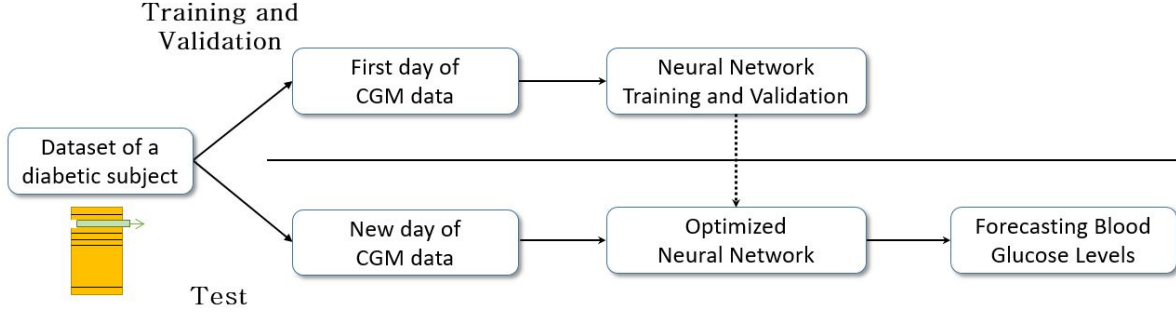 Training and
Validation
First day of
CGM data
Neural Network
Training and Validation
Dataset of a
diabetic subject
New day of
CGM data
Optimized
Neural Network
Forecasting Blood
Glucose Levels
Test